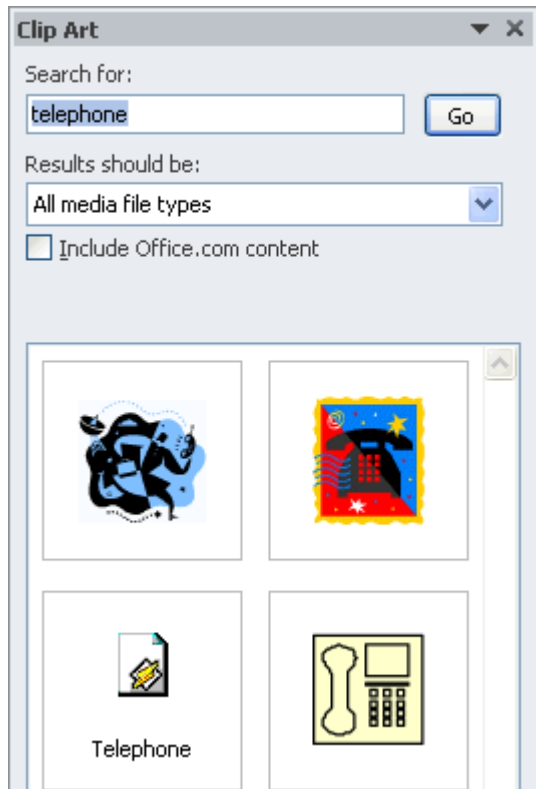 Clip Art
Search for:
telephone
Go
Results should be:
All media file types
Include Office.com content
Telephone